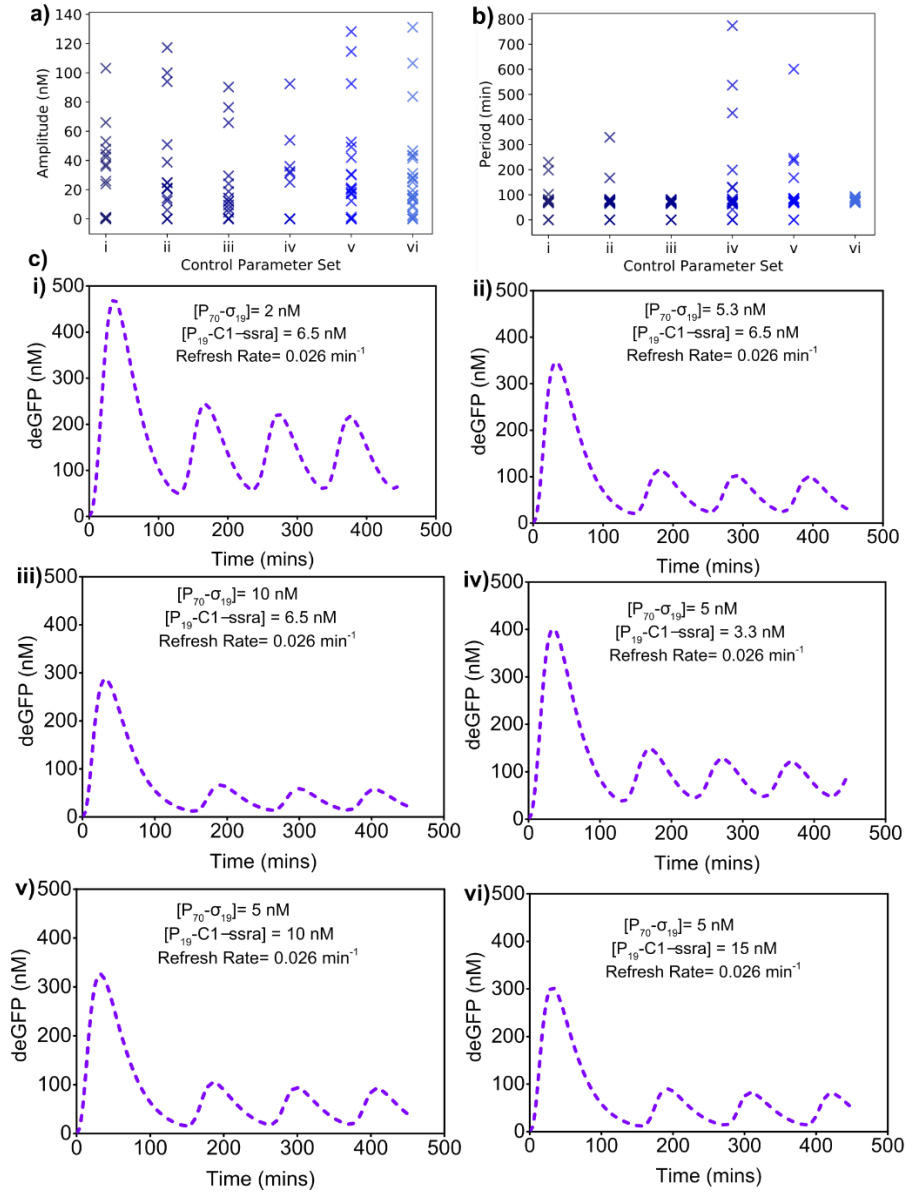 a)
140
120
100
80
60
40
20
0
Amplitude (nM)
i ii iii iv v vi
Control Parameter Set
b)
800
700
600
500
400
300
200
100
0
Period (min)
i ii iii iv v vi
Control Parameter Set
c)
i)
[P₇₀-σ₁₉]= 2 nM
[P₁₉-C1–ssra] = 6.5 nM
Refresh Rate= 0.026 min⁻¹
500
400
300
200
100
0
deGFP (nM)
0 100 200 300 400 500
Time (mins)
ii)
[P₇₀-σ₁₉]= 5.3 nM
[P₁₉-C1–ssra] = 6.5 nM
Refresh Rate= 0.026 min⁻¹
500
400
300
200
100
0
deGFP (nM)
0 100 200 300 400 500
Time (mins)
iii)
[P₇₀-σ₁₉]= 10 nM
[P₁₉-C1–ssra] = 6.5 nM
Refresh Rate= 0.026 min⁻¹
500
400
300
200
100
0
deGFP (nM)
0 100 200 300 400 500
Time (mins)
iv)
[P₇₀-σ₁₉]= 5 nM
[P₁₉-C1–ssra] = 3.3 nM
Refresh Rate= 0.026 min⁻¹
500
400
300
200
100
0
deGFP (nM)
0 100 200 300 400 500
Time (mins)
v)
[P₇₀-σ₁₉]= 5 nM
[P₁₉-C1–ssra] = 10 nM
Refresh Rate= 0.026 min⁻¹
500
400
300
200
100
0
deGFP (nM)
0 100 200 300 400 500
Time (mins)
vi)
[P₇₀-σ₁₉]= 5 nM
[P₁₉-C1–ssra] = 15 nM
Refresh Rate= 0.026 min⁻¹
500
400
300
200
100
0
deGFP (nM)
0 100 200 300 400 500
Time (mins)